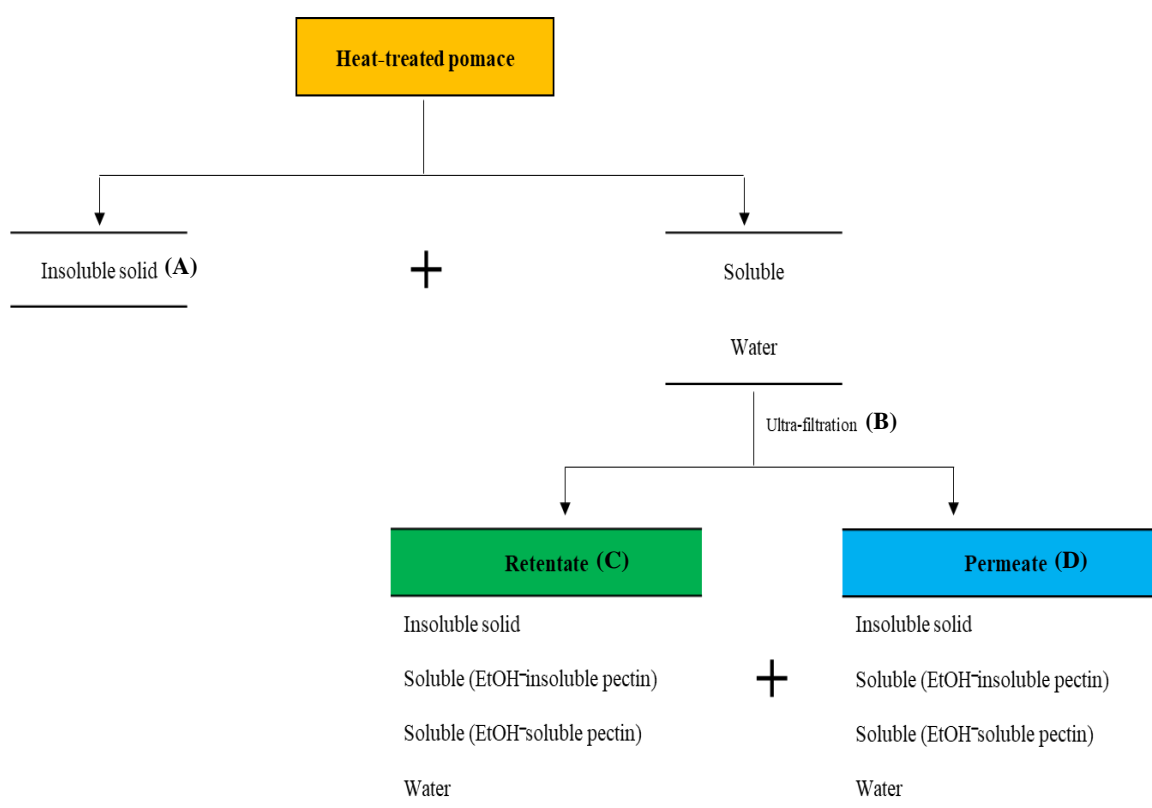 Heat-treated pomace
Insoluble solid (A)
+
Soluble
Water
Ultra-filtration (B)
Retentate (C)
Permeate (D)
Insoluble solid
Soluble (EtOH-insoluble pectin)
Soluble (EtOH-soluble pectin)
Water
+
Insoluble solid
Soluble (EtOH-insoluble pectin)
Soluble (EtOH-soluble pectin)
Water